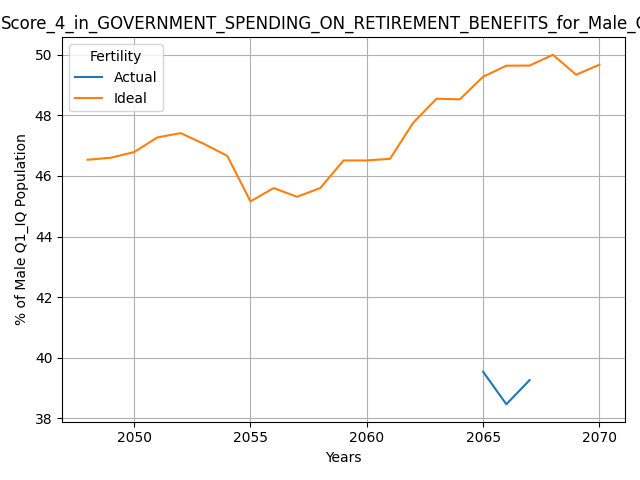 Score_4_in_GOVERNMENT_SPENDING_ON_RETIREMENT_BENEFITS_for_Male_
Fertility
Actual
Ideal
% of Male Q1_IQ Population
50
48
46
44
42
40
38
2050
2055
2060
2065
2070
Years